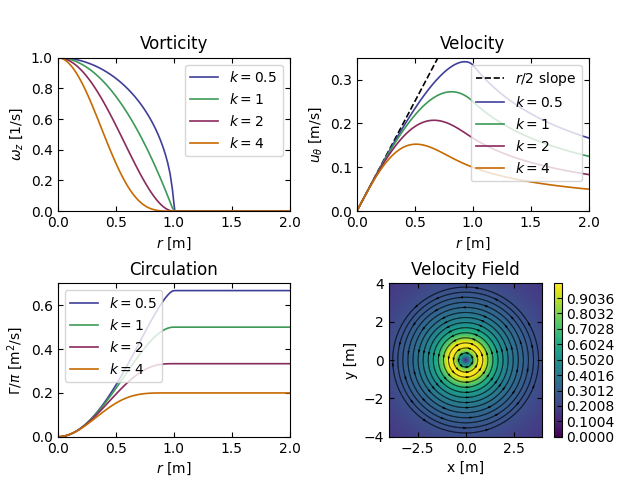 Vorticity
ω_z [1/s]
1.0
0.8
0.6
0.4
0.2
0.0
k = 0.5
k = 1
k = 2
k = 4
0.0 0.5 1.0 1.5 2.0
r [m]
Velocity
u_θ [m/s]
0.3
0.2
0.1
0.0
r/2 slope
k = 0.5
k = 1
k = 2
k = 4
0.0 0.5 1.0 1.5 2.0
r [m]
Circulation
Γ/π [m²/s]
0.6
0.4
0.2
0.0
k = 0.5
k = 1
k = 2
k = 4
0.0 0.5 1.0 1.5 2.0
r [m]
Velocity Field
y [m]
4
2
0
−2
−4
−2.5 0.0 2.5
x [m]
0.9036
0.8032
0.7028
0.6024
0.5020
0.4016
0.3012
0.2008
0.1004
0.0000